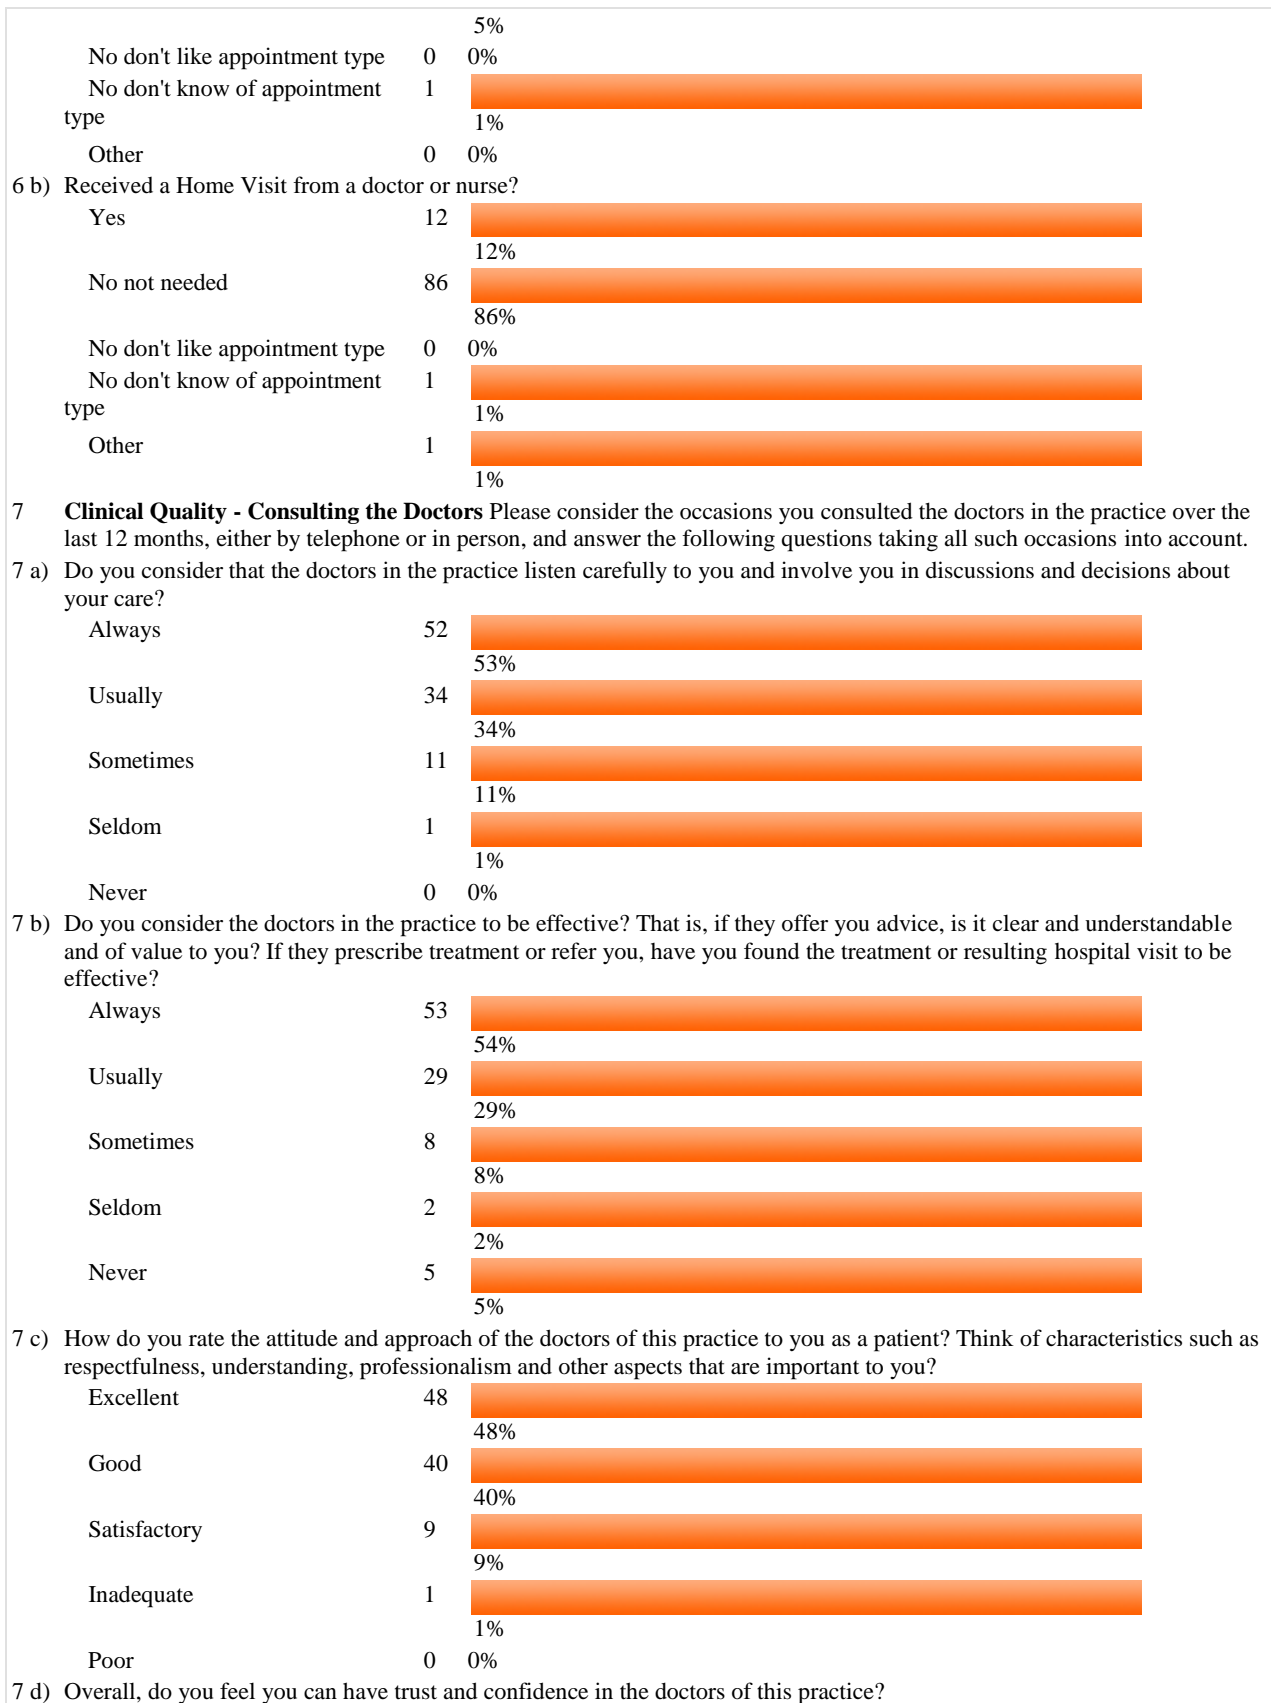 5%
No don't like appointment type 0 0%
No don't know of appointment 1
type
1%
Other 0 0%
6 b) Received a Home Visit from a doctor or nurse?
Yes 12
12%
No not needed 86
86%
No don't like appointment type 0 0%
No don't know of appointment 1
type
1%
Other 1
1%
7 Clinical Quality - Consulting the Doctors Please consider the occasions you consulted the doctors in the practice over the
last 12 months, either by telephone or in person, and answer the following questions taking all such occasions into account.
7 a) Do you consider that the doctors in the practice listen carefully to you and involve you in discussions and decisions about
your care?
Always 52
53%
Usually 34
34%
Sometimes 11
11%
Seldom 1
1%
Never 0 0%
7 b) Do you consider the doctors in the practice to be effective? That is, if they offer you advice, is it clear and understandable
and of value to you? If they prescribe treatment or refer you, have you found the treatment or resulting hospital visit to be
effective?
Always 53
54%
Usually 29
29%
Sometimes 8
8%
Seldom 2
2%
Never 5
5%
7 c) How do you rate the attitude and approach of the doctors of this practice to you as a patient? Think of characteristics such as
respectfulness, understanding, professionalism and other aspects that are important to you?
Excellent 48
48%
Good 40
40%
Satisfactory 9
9%
Inadequate 1
1%
Poor 0 0%
7 d) Overall, do you feel you can have trust and confidence in the doctors of this practice?